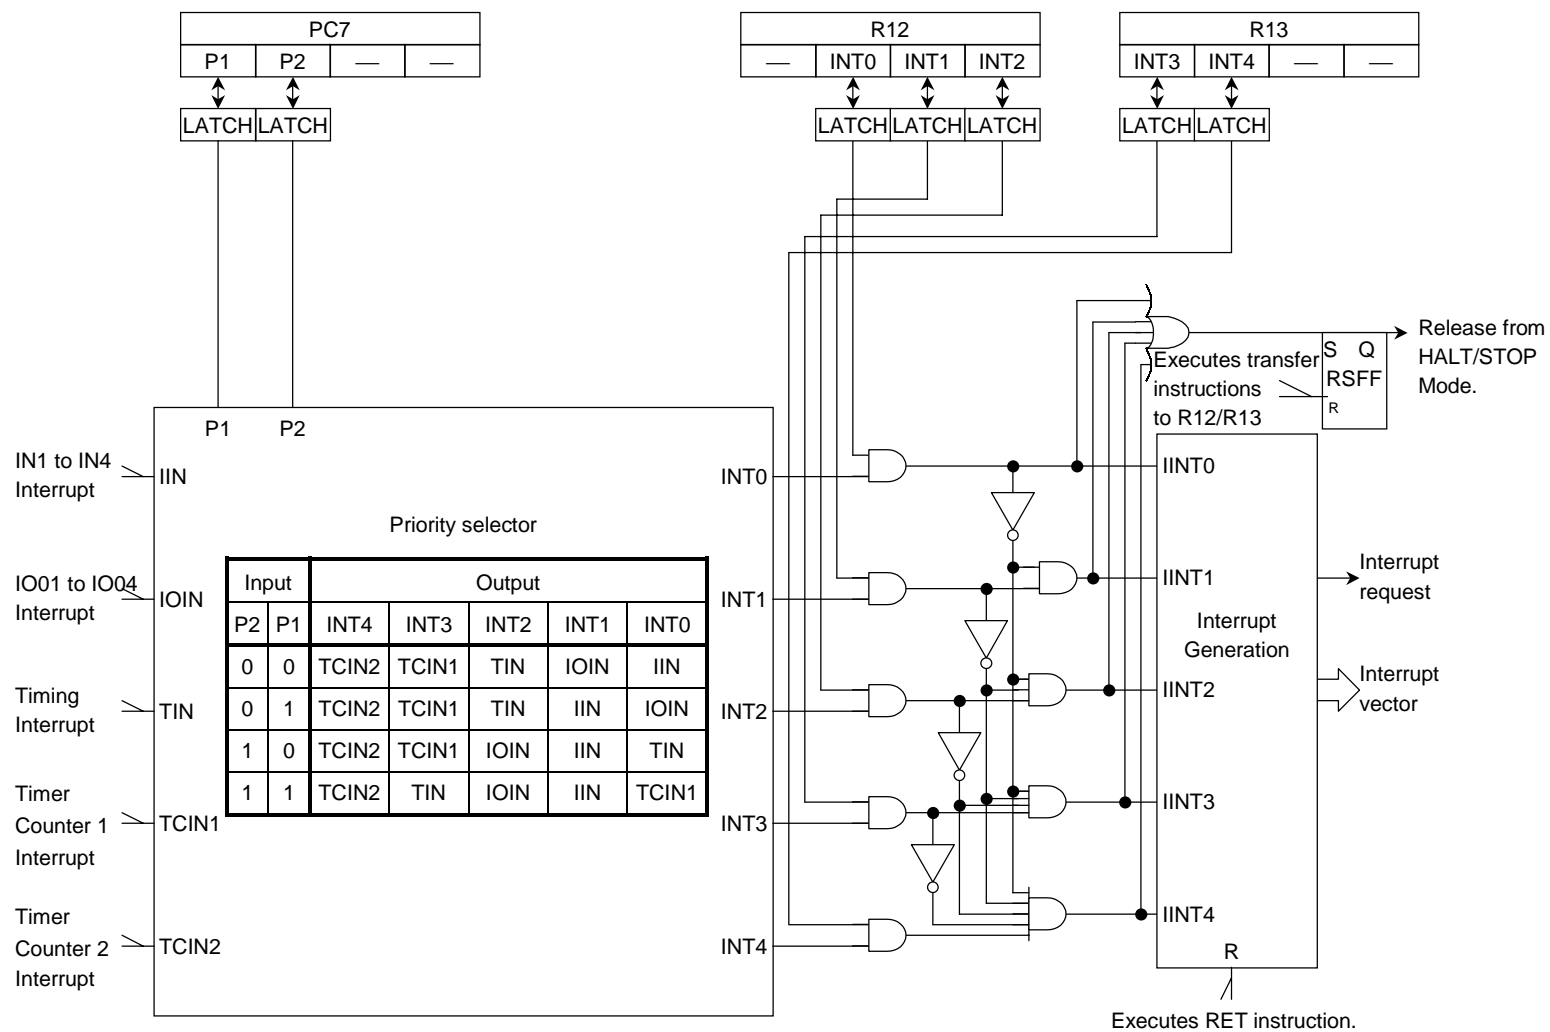 PC7
P1 P2 — —
LATCH LATCH
R12
— INT0 INT1 INT2
LATCH LATCH LATCH
R13
INT3 INT4 — —
LATCH LATCH
Release from
HALT/STOP
Mode.
S Q
RSFF
R
Executes transfer
instructions
to R12/R13
P1 P2
IN1 to IN4
Interrupt
IIN
IO01 to IO04
Interrupt
IOIN
Timing
Interrupt
TIN
Timer
Counter 1
Interrupt
TCIN1
Timer
Counter 2
Interrupt
TCIN2
Priority selector
Input Output
P2 P1 INT4 INT3 INT2 INT1 INT0
0 0 TCIN2 TCIN1 TIN IOIN IIN
0 1 TCIN2 TCIN1 TIN IIN IOIN
1 0 TCIN2 TCIN1 IOIN IIN TIN
1 1 TCIN2 TIN IOIN IIN TCIN1
INT0
INT1
INT2
INT3
INT4
IINT0
IINT1
IINT2
IINT3
IINT4
Interrupt
Generation
R
Interrupt
request
Interrupt
vector
Executes RET instruction.